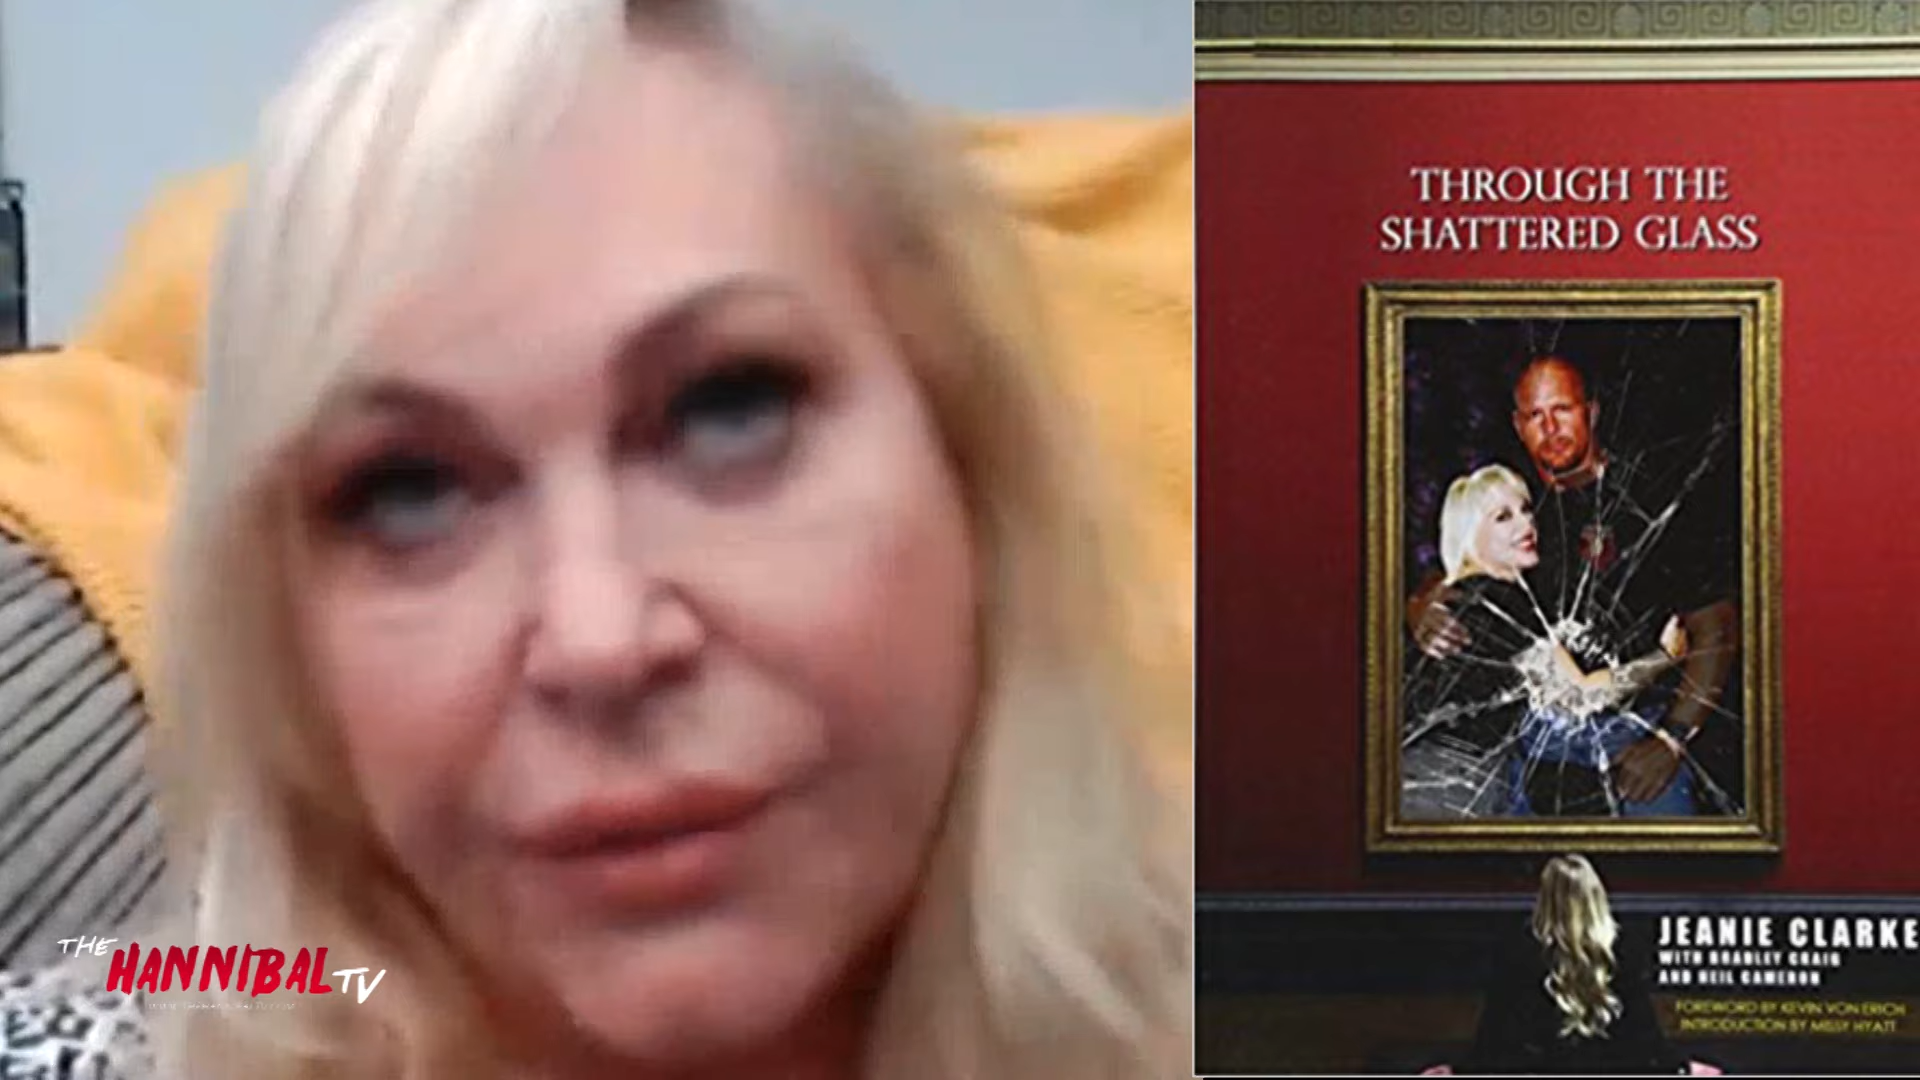 THE
HANNIBAL TV
THROUGH THE
SHATTERED GLASS
JEANIE CLARKE
WITH BRADLEY CRAIG
AND NEIL CAMERON
FOREWORD BY KEVIN VON ERICH
INTRODUCTION BY MISSY HYATT